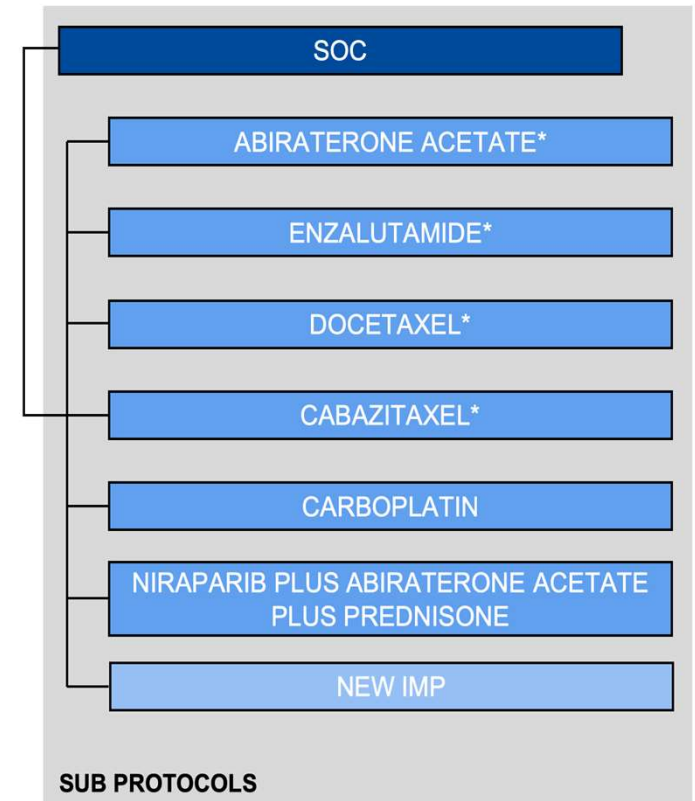 SOC
ABIRATERONE ACETATE*
ENZALUTAMIDE*
DOCETAXEL*
CABAZITAXEL*
CARBOPLATIN
NIRAPARIB PLUS ABIRATERONE ACETATE
PLUS PREDNISONE
NEW IMP
SUB PROTOCOLS